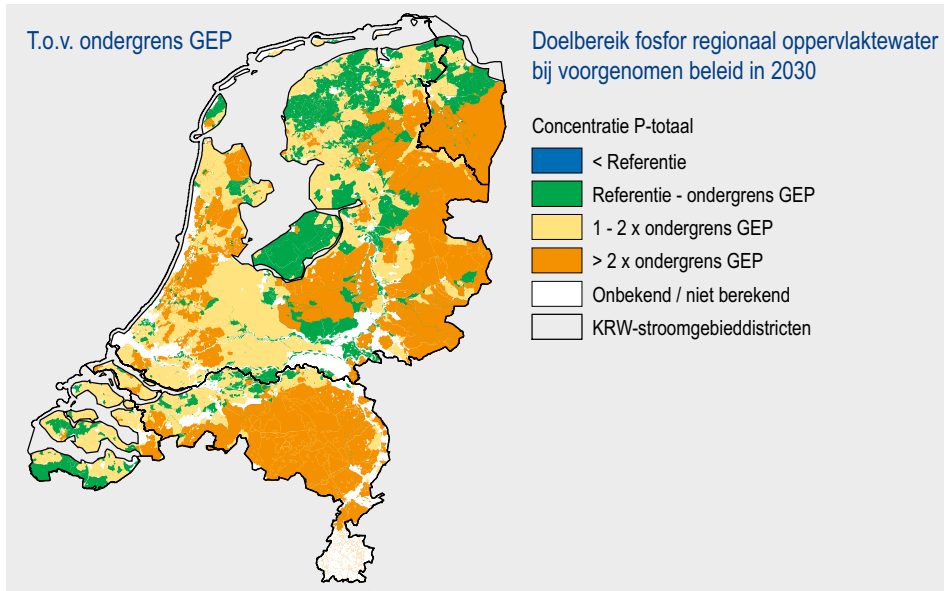 T.o.v. ondergrens GEP
Doelbereik fosfor regionaal oppervlaktewater
bij voorgenomen beleid in 2030
Concentratie P-totaal
< Referentie
Referentie - ondergrens GEP
1 - 2 x ondergrens GEP
> 2 x ondergrens GEP
Onbekend / niet berekend
KRW-stroomgebieddistricten